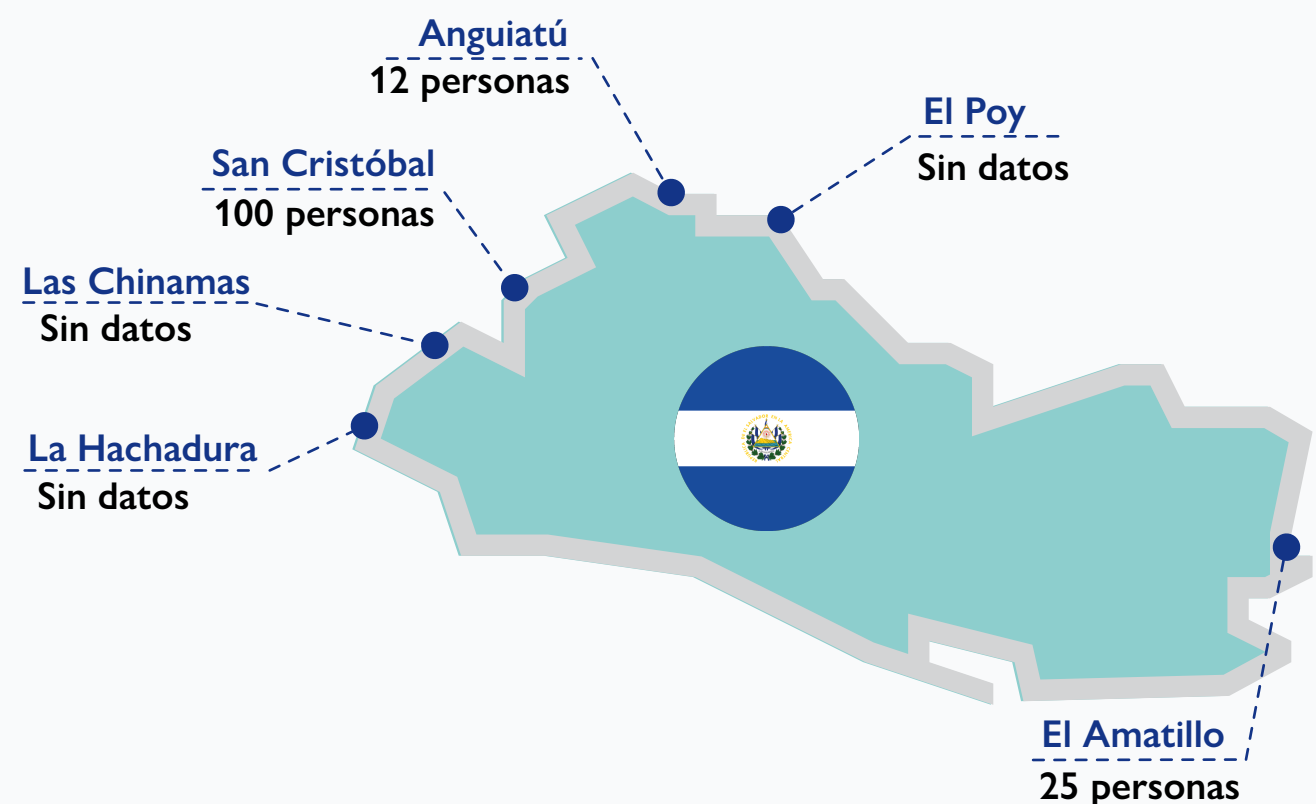 Anguiatú
12 personas
El Poy
Sin datos
San Cristóbal
100 personas
Las Chinamas
Sin datos
La Hachadura
Sin datos
El Amatillo
25 personas